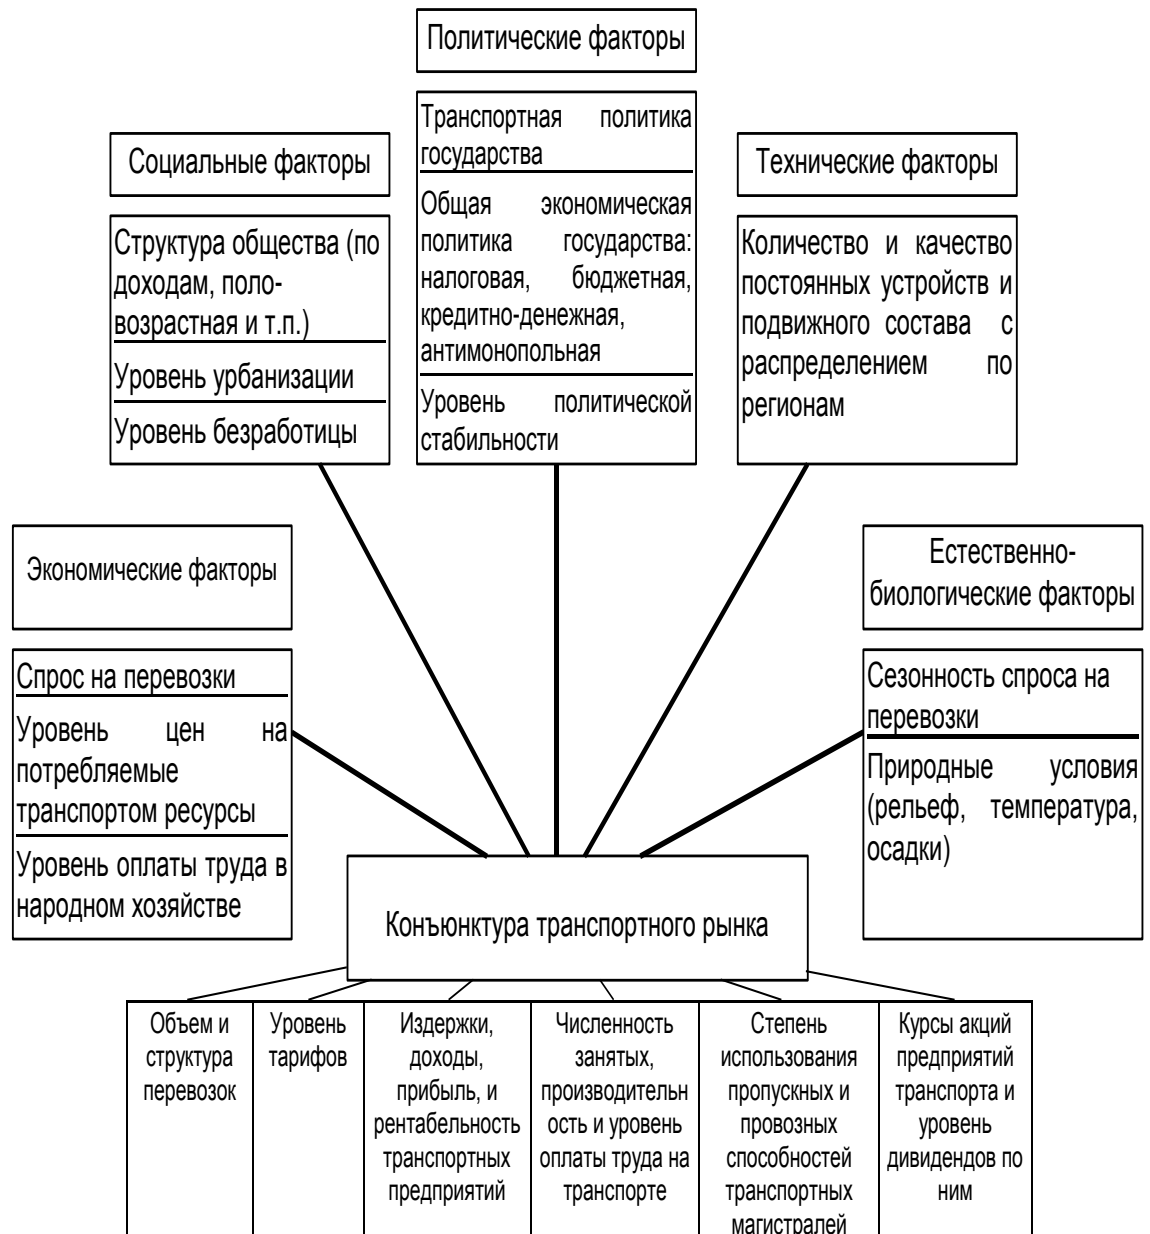 Политические факторы
Транспортная политика
государства
Общая экономическая
политика государства:
налоговая, бюджетная,
кредитно-денежная,
антимонопольная
Уровень политической
стабильности
Социальные факторы
Структура общества (по
доходам, поло-
возрастная и т.п.)
Уровень урбанизации
Уровень безработицы
Технические факторы
Количество и качество
постоянных устройств и
подвижного состава с
распределением по
регионам
Экономические факторы
Спрос на перевозки
Уровень цен на
потребляемые
транспортом ресурсы
Уровень оплаты труда в
народном хозяйстве
Естественно-
биологические факторы
Сезонность спроса на
перевозки
Природные условия
(рельеф, температура,
осадки)
Конъюнктура транспортного рынка
Объем и
структура
перевозок
Уровень
тарифов
Издержки,
доходы,
прибыль, и
рентабельность
транспортных
предприятий
Численность
занятых,
производительн
ость и уровень
оплаты труда на
транспорте
Степень
использования
пропускных и
провозных
способностей
транспортных
магистралей
Курсы акций
предприятий
транспорта и
уровень
дивидендов по
ним